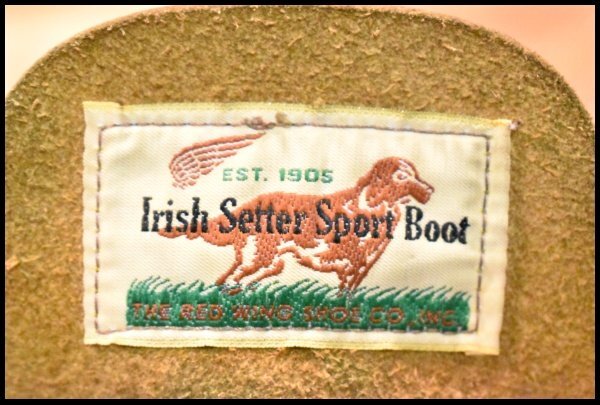 EST. 1905
Irish Setter Sport Boot
THE RED WING SHOE CO. INC.